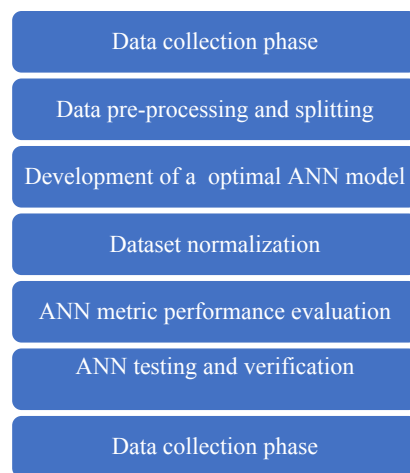 Data collection phase
Data pre-processing and splitting
Development of a optimal ANN model
Dataset normalization
ANN metric performance evaluation
ANN testing and verification
Data collection phase